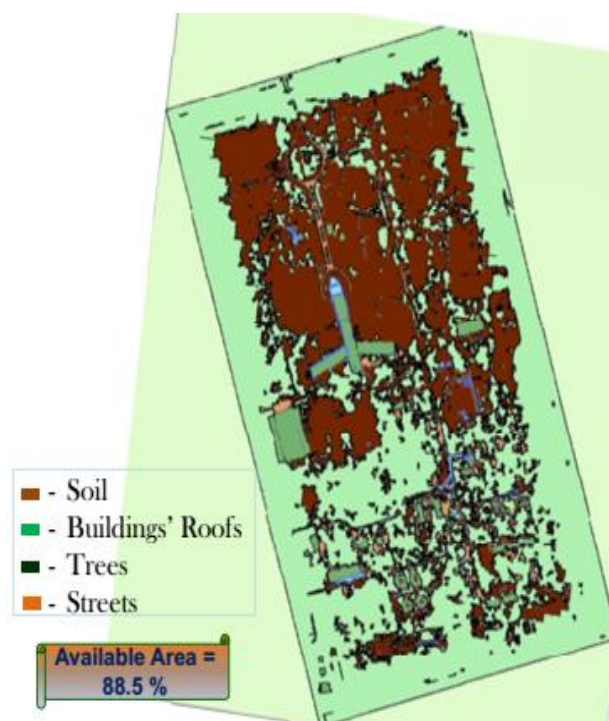 - Soil
- Buildings' Roofs
- Trees
- Streets
Available Area =
88.5 %